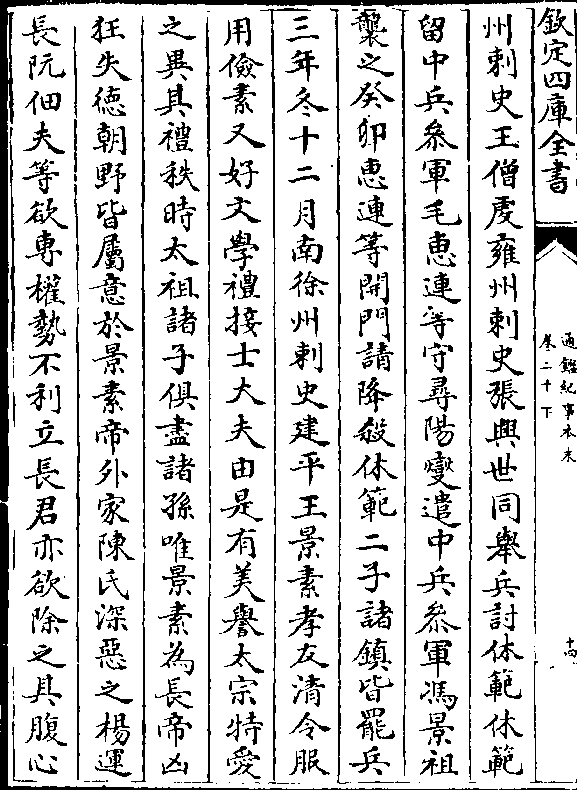 欽定四庫全書
通鑑紀事本末
卷二十下
十四
州刺史王僧虔雍州刺史張興世同舉兵討休範休範
留中兵叅軍毛惠連等守尋陽燮遣中兵叅軍馮景祖
襲之癸卯惠連等開門請降殺休範二子諸鎮皆罷兵
三年冬十二月南徐州刺史建平王景素孝友清令服
用儉素又好文學禮接士大夫由是有美譽太宗特愛
之異其禮秩時太祖諸子俱盡諸孫唯景素為長帝凶
狂失徳朝野皆屬意於景素帝外家陳氏深惡之楊運
長阮佃夫等欲專權勢不利立長君亦欲除之其腹心